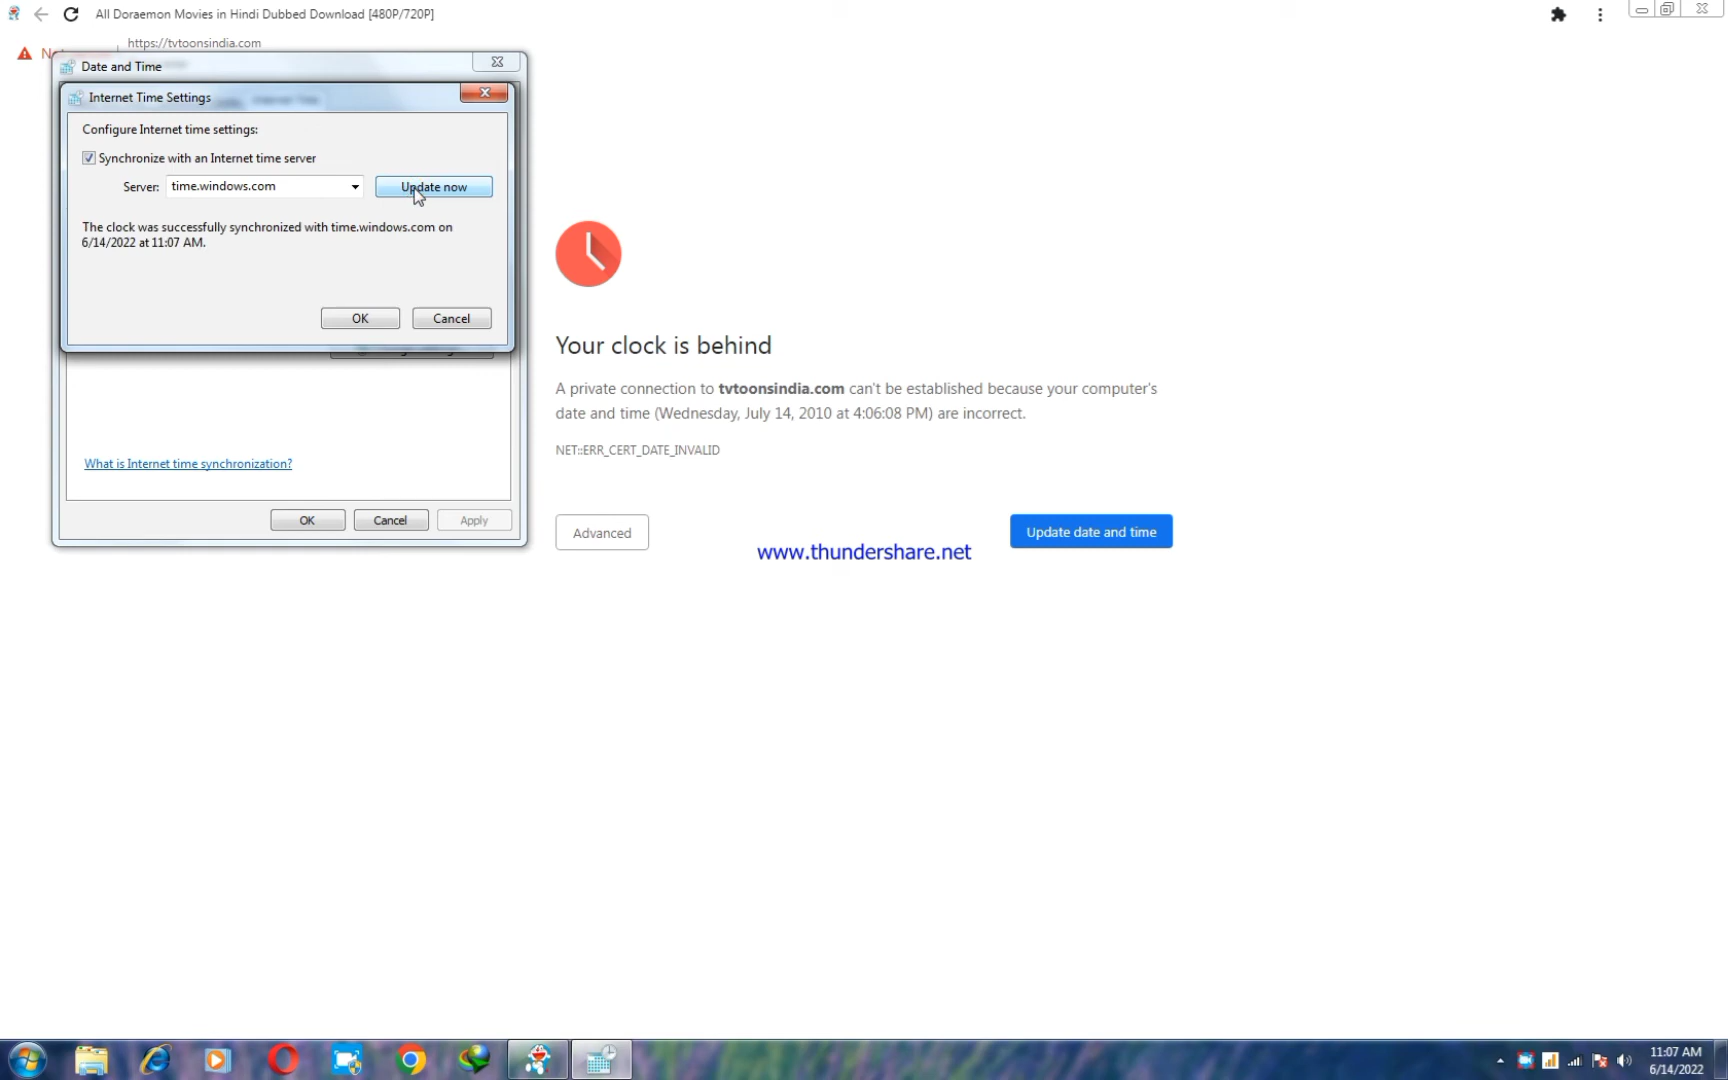 All Doraemon Movies in Hindi Dubbed Download [480P/720P]
https://tvtoonsindia.com
Date and Time
Internet Time Settings
Configure Internet time settings:
Synchronize with an Internet time server
Server: time.windows.com Update now
The clock was successfully synchronized with time.windows.com on
6/14/2022 at 11:07 AM.
OK Cancel
What is Internet time synchronization?
OK Cancel Apply
Your clock is behind
A private connection to tvtoonsindia.com can't be established because your computer's
date and time (Wednesday, July 14, 2010 at 4:06:08 PM) are incorrect.
NET::ERR_CERT_DATE_INVALID
Advanced Update date and time
www.thundershare.net
11:07 AM
6/14/2022